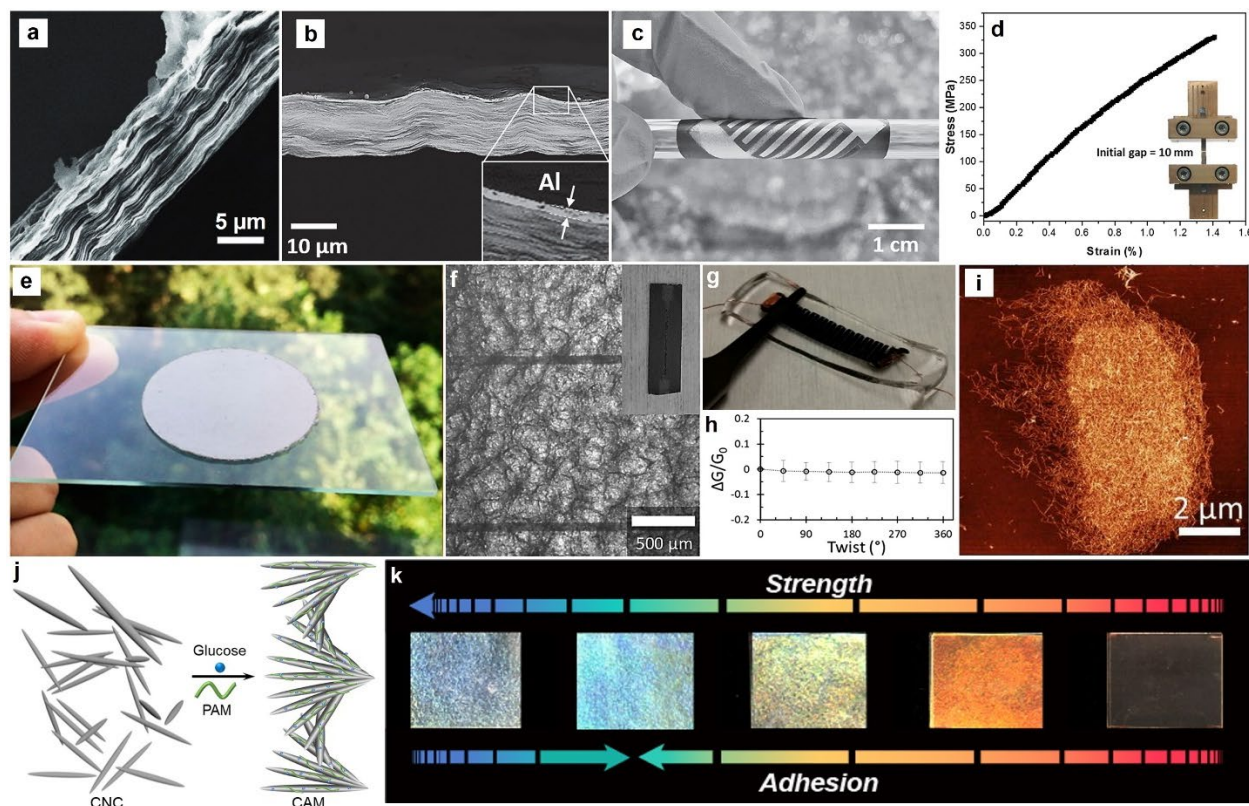 a
5 μm
b
Al
10 μm
c
1 cm
d
Stress (MPa)
350
300
250
200
150
100
50
0
Initial gap = 10 mm
0.0 0.2 0.4 0.6 0.8 1.0 1.2 1.4 1.6
Strain (%)
e
f
500 μm
g
h
ΔG/G0
0.2
0.1
0
-0.1
-0.2
0 90 180 270 360
Twist (°)
i
2 μm
j
Glucose
PAM
CNC
CAM
k
Strength
Adhesion